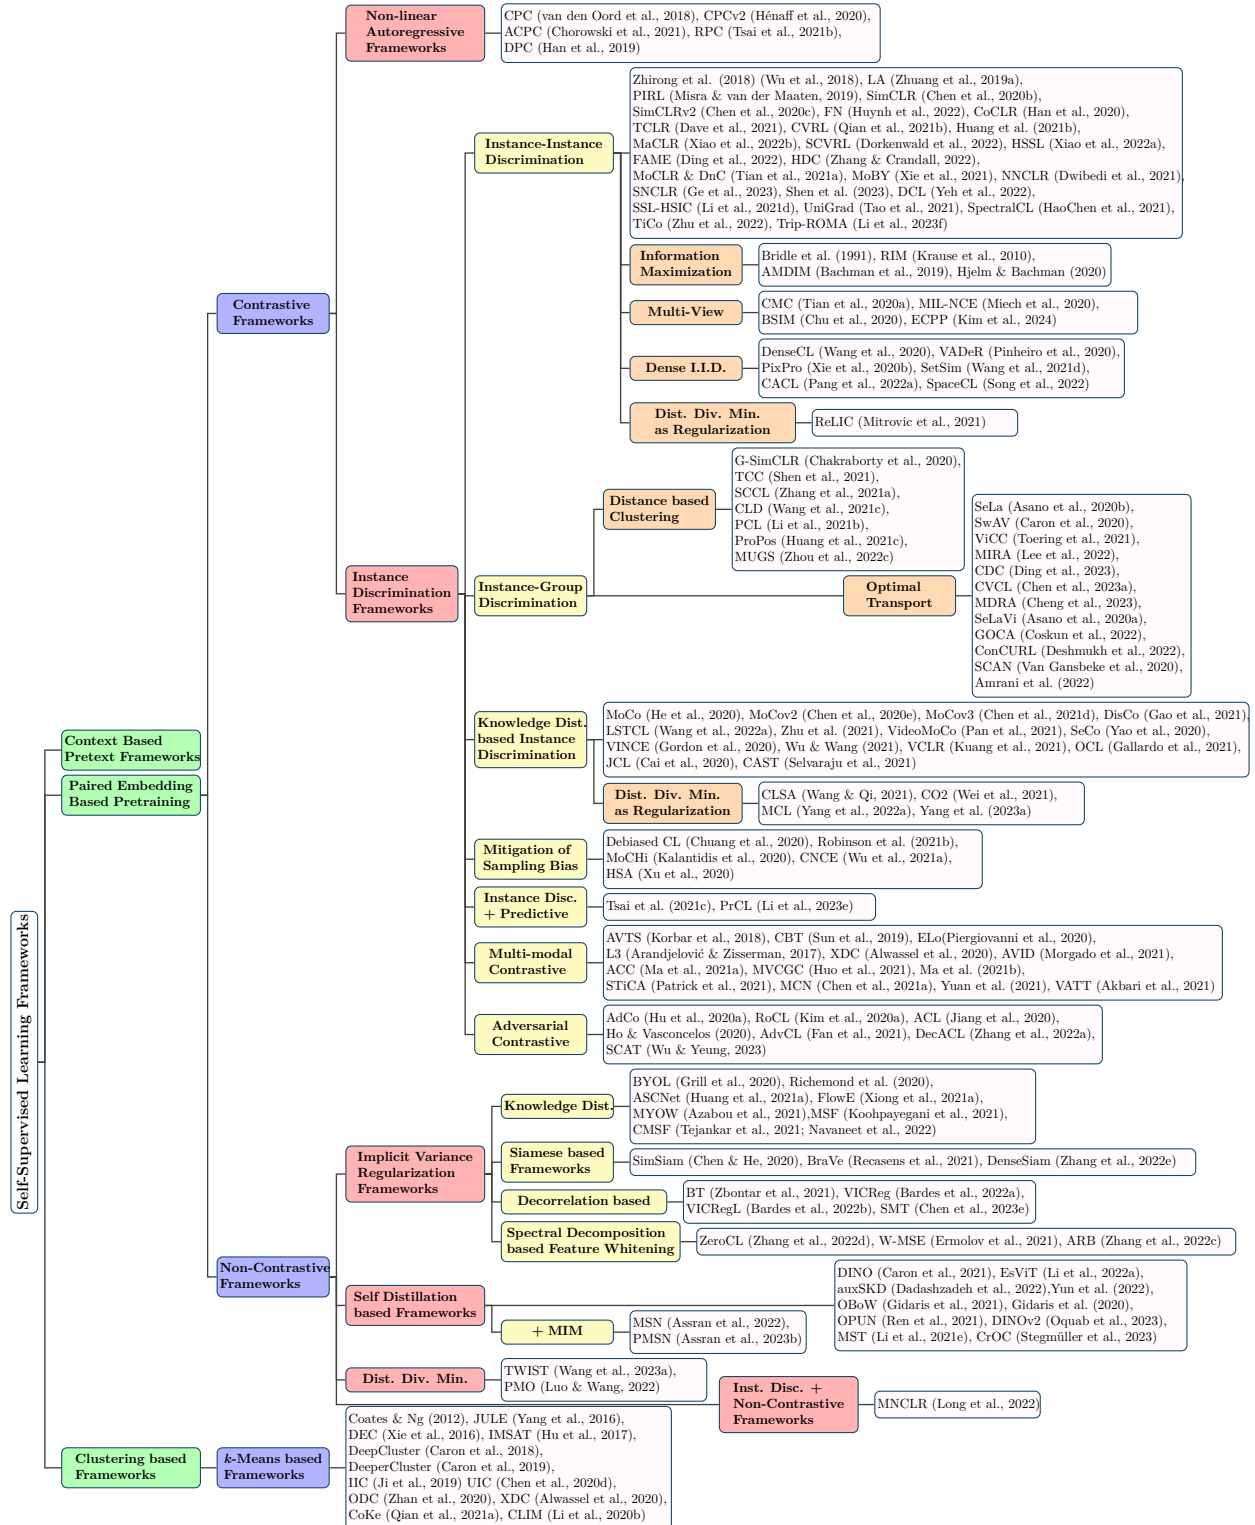 Self-Supervised Learning Frameworks
Context Based
Pretext Frameworks
Paired Embedding
Based Pretraining
Contrastive
Frameworks
Non-linear
Autoregressive
Frameworks
CPC (van den Oord et al., 2018), CPCv2 (Hénaff et al., 2020),
ACPC (Chorowski et al., 2021), RPC (Tsai et al., 2021b),
DPC (Han et al., 2019)
Instance
Discrimination
Frameworks
Instance-Instance
Discrimination
Zhirong et al. (2018) (Wu et al., 2018), LA (Zhuang et al., 2019a),
PIRL (Misra & van der Maaten, 2019), SimCLR (Chen et al., 2020b),
SimCLRv2 (Chen et al., 2020c), FN (Huynh et al., 2022), CoCLR (Han et al., 2020),
TCLR (Dave et al., 2021), CVRL (Qian et al., 2021b), Huang et al. (2021b),
MaCLR (Xiao et al., 2022b), SCVRL (Dorkenwald et al., 2022), HSSL (Xiao et al., 2022a),
FAME (Ding et al., 2022), HDC (Zhang & Crandall, 2022),
MoCLR & DnC (Tian et al., 2021a), MoBY (Xie et al., 2021), NNCLR (Dwibedi et al., 2021),
SNCLR (Ge et al., 2023), Shen et al. (2023), DCL (Yeh et al., 2022),
SSL-HSIC (Li et al., 2021d), UniGrad (Tao et al., 2021), SpectralCL (HaoChen et al., 2021),
TiCo (Zhu et al., 2022), Trip-ROMA (Li et al., 2023f)
Information
Maximization
Bridle et al. (1991), RIM (Krause et al., 2010),
AMDIM (Bachman et al., 2019), Hjelm & Bachman (2020)
Multi-View
CMC (Tian et al., 2020a), MIL-NCE (Miech et al., 2020),
BSIM (Chu et al., 2020), ECPP (Kim et al., 2024)
Dense I.I.D.
DenseCL (Wang et al., 2020), VADeR (Pinheiro et al., 2020),
PixPro (Xie et al., 2020b), SetSim (Wang et al., 2021d),
CACL (Pang et al., 2022a), SpaceCL (Song et al., 2022)
Dist. Div. Min.
as Regularization
ReLIC (Mitrovic et al., 2021)
Instance-Group
Discrimination
Distance based
Clustering
G-SimCLR (Chakraborty et al., 2020),
TCC (Shen et al., 2021),
SCCL (Zhang et al., 2021a),
CLD (Wang et al., 2021c),
PCL (Li et al., 2021b),
ProPos (Huang et al., 2021c),
MUGS (Zhou et al., 2022c)
Optimal
Transport
SeLa (Asano et al., 2020b),
SwAV (Caron et al., 2020),
ViCC (Toering et al., 2021),
MIRA (Lee et al., 2022),
CDC (Ding et al., 2023),
CVCL (Chen et al., 2023a),
MDRA (Cheng et al., 2023),
SeLaVi (Asano et al., 2020a),
GOCA (Coskun et al., 2022),
ConCURL (Deshmukh et al., 2022),
SCAN (Van Gansbeke et al., 2020),
Amrani et al. (2022)
Knowledge Dist.
based Instance
Discrimination
MoCo (He et al., 2020), MoCov2 (Chen et al., 2020e), MoCov3 (Chen et al., 2021d), DisCo (Gao et al., 2021),
LSTCL (Wang et al., 2022a), Zhu et al. (2021), VideoMoCo (Pan et al., 2021), SeCo (Yao et al., 2020),
VINCE (Gordon et al., 2020), Wu & Wang (2021), VCLR (Kuang et al., 2021), OCL (Gallardo et al., 2021),
JCL (Cai et al., 2020), CAST (Selvaraju et al., 2021)
Dist. Div. Min.
as Regularization
CLSA (Wang & Qi, 2021), CO2 (Wei et al., 2021),
MCL (Yang et al., 2022a), Yang et al. (2023a)
Mitigation of
Sampling Bias
Debiased CL (Chuang et al., 2020), Robinson et al. (2021b),
MoCHi (Kalantidis et al., 2020), CNCE (Wu et al., 2021a),
HSA (Xu et al., 2020)
Instance Disc.
+ Predictive
Tsai et al. (2021c), PrCL (Li et al., 2023e)
Multi-modal
Contrastive
AVTS (Korbar et al., 2018), CBT (Sun et al., 2019), ELo(Piergiovanni et al., 2020),
L3 (Arandjelović & Zisserman, 2017), XDC (Alwassel et al., 2020), AVID (Morgado et al., 2021),
ACC (Ma et al., 2021a), MVCGC (Huo et al., 2021), Ma et al. (2021b),
STiCA (Patrick et al., 2021), MCN (Chen et al., 2021a), Yuan et al. (2021), VATT (Akbari et al., 2021)
Adversarial
Contrastive
AdCo (Hu et al., 2020a), RoCL (Kim et al., 2020a), ACL (Jiang et al., 2020),
Ho & Vasconcelos (2020), AdvCL (Fan et al., 2021), DecACL (Zhang et al., 2022a),
SCAT (Wu & Yeung, 2023)
Non-Contrastive
Frameworks
Implicit Variance
Regularization
Frameworks
Knowledge Dist.
BYOL (Grill et al., 2020), Richemond et al. (2020),
ASCNet (Huang et al., 2021a), FlowE (Xiong et al., 2021a),
MYOW (Azabou et al., 2021),MSF (Koohpayegani et al., 2021),
CMSF (Tejankar et al., 2021; Navaneet et al., 2022)
Siamese based
Frameworks
SimSiam (Chen & He, 2020), BraVe (Recasens et al., 2021), DenseSiam (Zhang et al., 2022e)
Decorrelation based
BT (Zbontar et al., 2021), VICReg (Bardes et al., 2022a),
VICRegL (Bardes et al., 2022b), SMT (Chen et al., 2023e)
Spectral Decomposition
based Feature Whitening
ZeroCL (Zhang et al., 2022d), W-MSE (Ermolov et al., 2021), ARB (Zhang et al., 2022c)
Self Distillation
based Frameworks
DINO (Caron et al., 2021), EsViT (Li et al., 2022a),
auxSKD (Dadashzadeh et al., 2022),Yun et al. (2022),
OBoW (Gidaris et al., 2021), Gidaris et al. (2020),
OPUN (Ren et al., 2021), DINOv2 (Oquab et al., 2023),
MST (Li et al., 2021e), CrOC (Stegmüller et al., 2023)
+ MIM
MSN (Assran et al., 2022),
PMSN (Assran et al., 2023b)
Dist. Div. Min.
TWIST (Wang et al., 2023a),
PMO (Luo & Wang, 2022)
Inst. Disc. +
Non-Contrastive
Frameworks
MNCLR (Long et al., 2022)
Clustering based
Frameworks
k-Means based
Frameworks
Coates & Ng (2012), JULE (Yang et al., 2016),
DEC (Xie et al., 2016), IMSAT (Hu et al., 2017),
DeepCluster (Caron et al., 2018),
DeeperCluster (Caron et al., 2019),
IIC (Ji et al., 2019) UIC (Chen et al., 2020d),
ODC (Zhan et al., 2020), XDC (Alwassel et al., 2020),
CoKe (Qian et al., 2021a), CLIM (Li et al., 2020b)